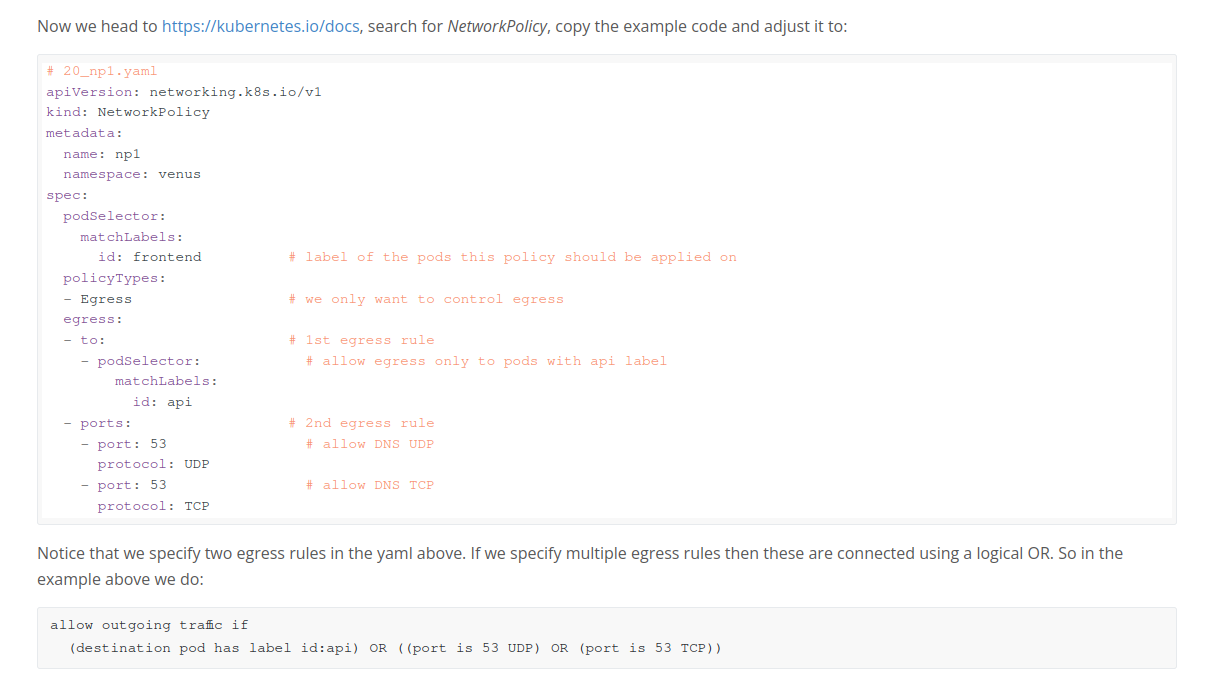 Now we head to https://kubernetes.io/docs, search for NetworkPolicy, copy the example code and adjust it to:
# 20_np1.yaml
apiVersion: networking.k8s.io/v1
kind: NetworkPolicy
metadata:
  name: np1
  namespace: venus
spec:
  podSelector:
    matchLabels:
      id: frontend          # label of the pods this policy should be applied on
  policyTypes:
  - Egress                  # we only want to control egress
  egress:
  - to:                     # 1st egress rule
    - podSelector:            # allow egress only to pods with api label
        matchLabels:
          id: api
  - ports:                  # 2nd egress rule
    - port: 53                # allow DNS UDP
      protocol: UDP
    - port: 53                # allow DNS TCP
      protocol: TCP
Notice that we specify two egress rules in the yaml above. If we specify multiple egress rules then these are connected using a logical OR. So in the
example above we do:
allow outgoing traffic if
  (destination pod has label id:api) OR ((port is 53 UDP) OR (port is 53 TCP))